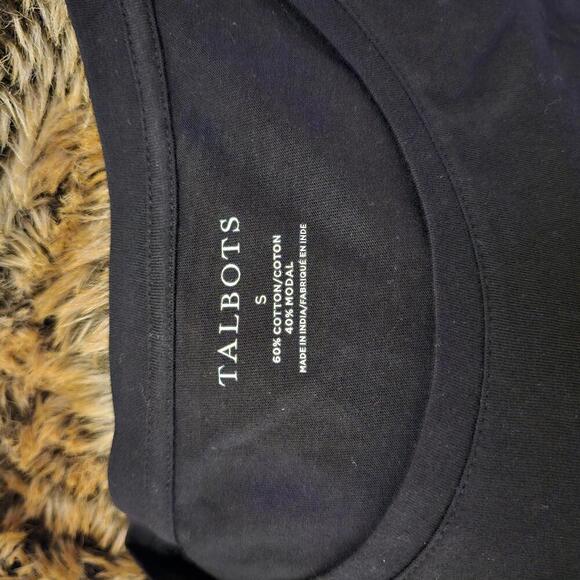 TALBOTS
S
60% COTTON/COTON
40% MODAL
MADE IN INDIA/FABRIQUÉ EN INDE